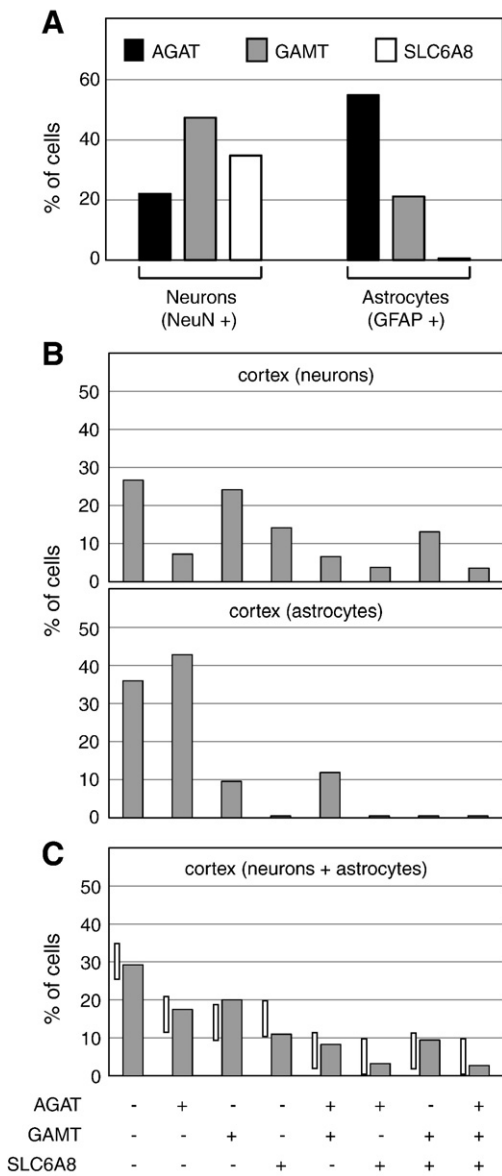 A
AGAT GAMT SLC6A8
% of cells
60
40
20
0
Neurons Astrocytes
(NeuN +) (GFAP +)
B
cortex (neurons)
50
40
30
20
10
0
% of cells
cortex (astrocytes)
50
40
30
20
10
0
C
cortex (neurons + astrocytes)
% of cells
50
40
30
20
10
0
AGAT - + - - + + - +
GAMT - - + - + - + +
SLC6A8 - - - + - + + +